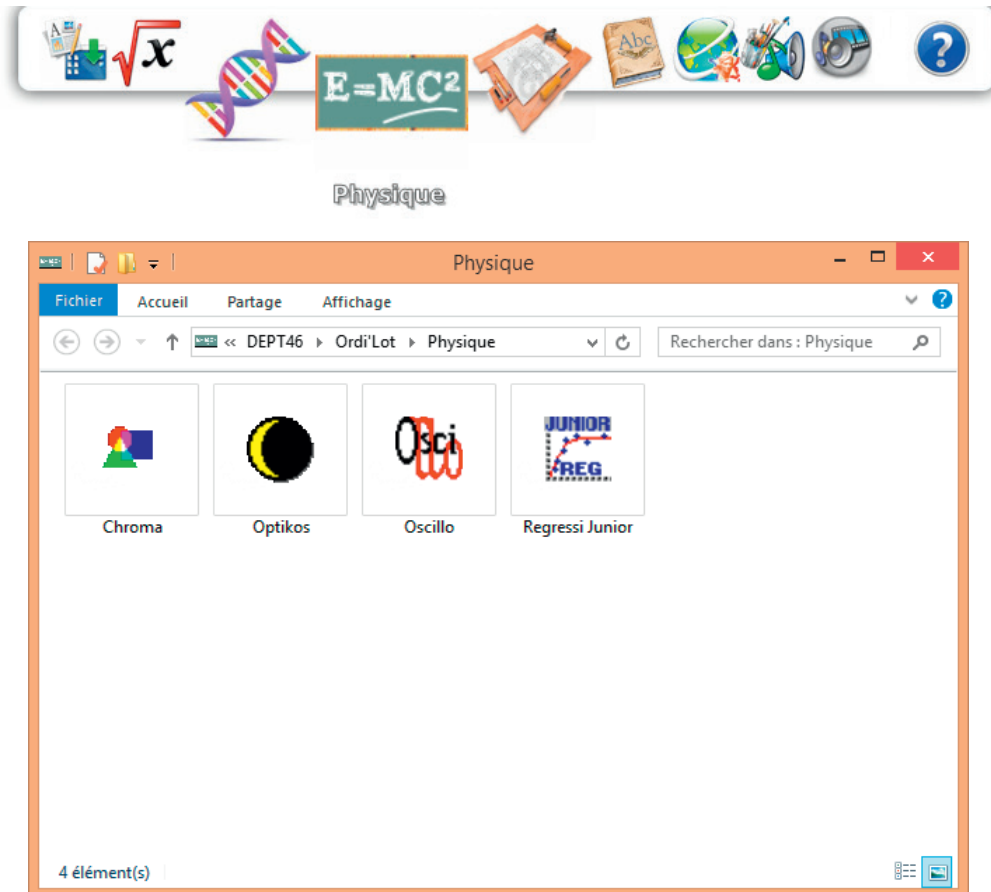 √x Abc ?
E=MC²
Physique
Physique
Fichier Accueil Partage Affichage ?
« DEPT46 Ordi'Lot Physique Rechercher dans : Physique
Osci JUNIOR
REG
Chroma Optikos Oscillo Regressi Junior
4 élément(s)